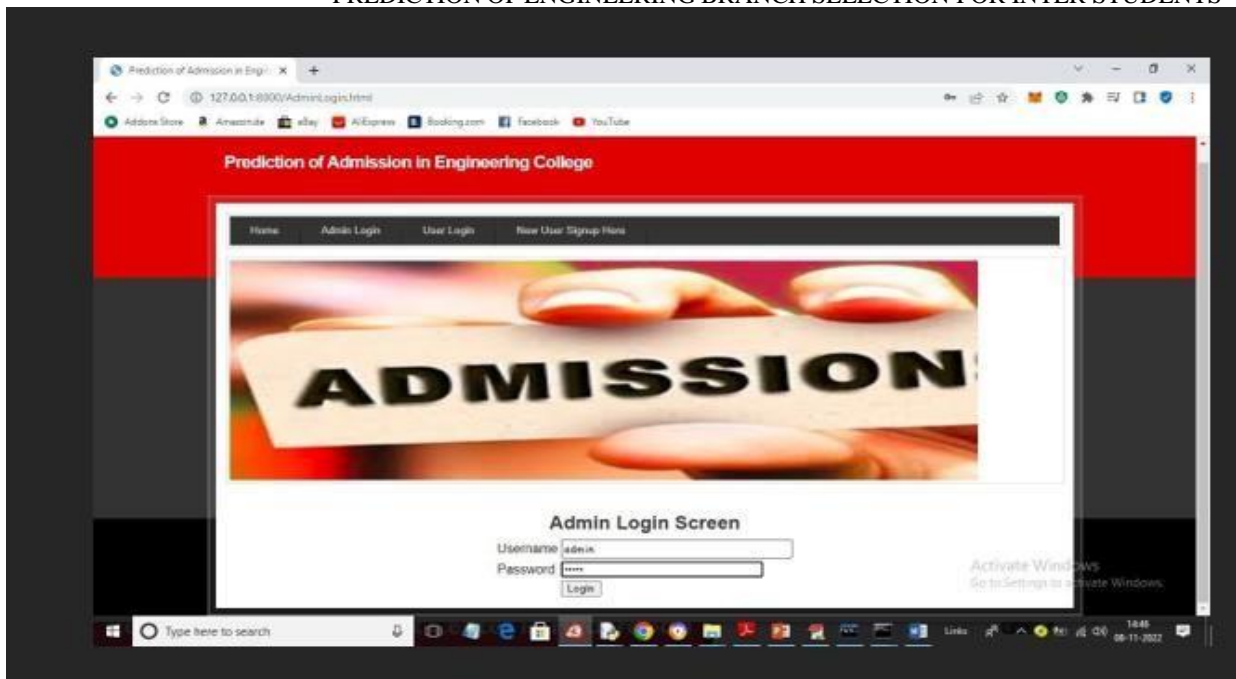 PREDICTION OF ENGINEERING BRANCH SELECTION FOR INTER STUDENTS
Prediction of Admission in Engi
127.0.0.1:8000/AdminLogin.html
Addons Store eBay AliExpress Booking.com Facebook YouTube
Prediction of Admission in Engineering College
Home Admin Login User Login New User Signup Here
ADMISSION
Admin Login Screen
Username admin
Password •••••
Login
Activate Windows
Go to Settings to activate Windows.
Type here to search
Links
14:46
08-11-2022